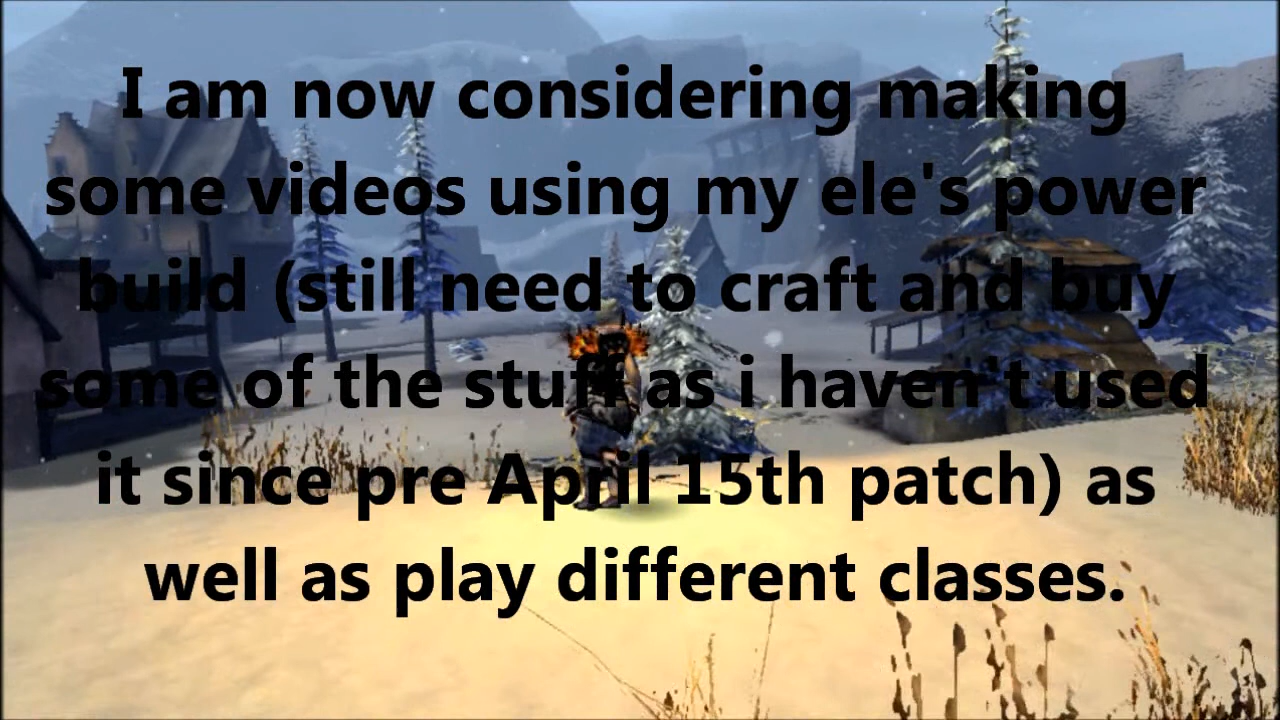 I am now considering making
some videos using my ele's power
build (still need to craft and buy
some of the stuff as i haven't used
it since pre April 15th patch) as
well as play different classes.